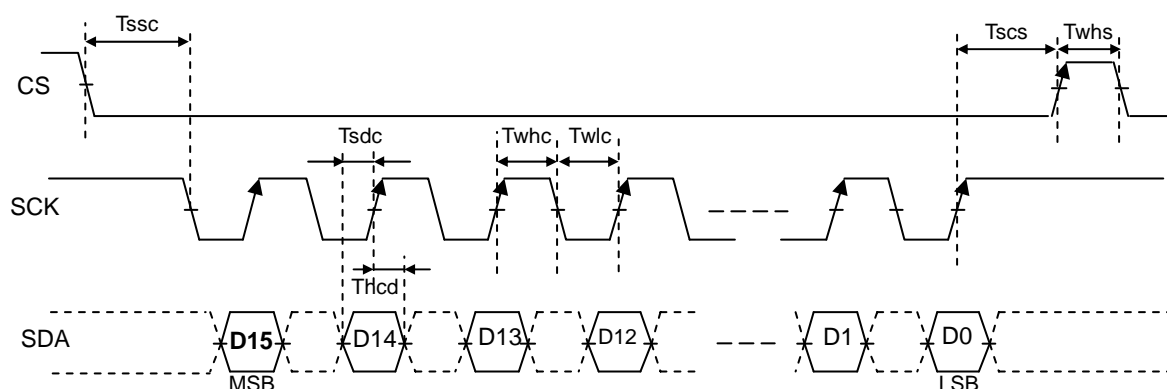 Tssc
Tscs
Twhs
CS
Tsdc
Twhc
Twlc
SCK
Thcd
SDA
D15
D14
D13
D12
D1
D0
MSB
LSB